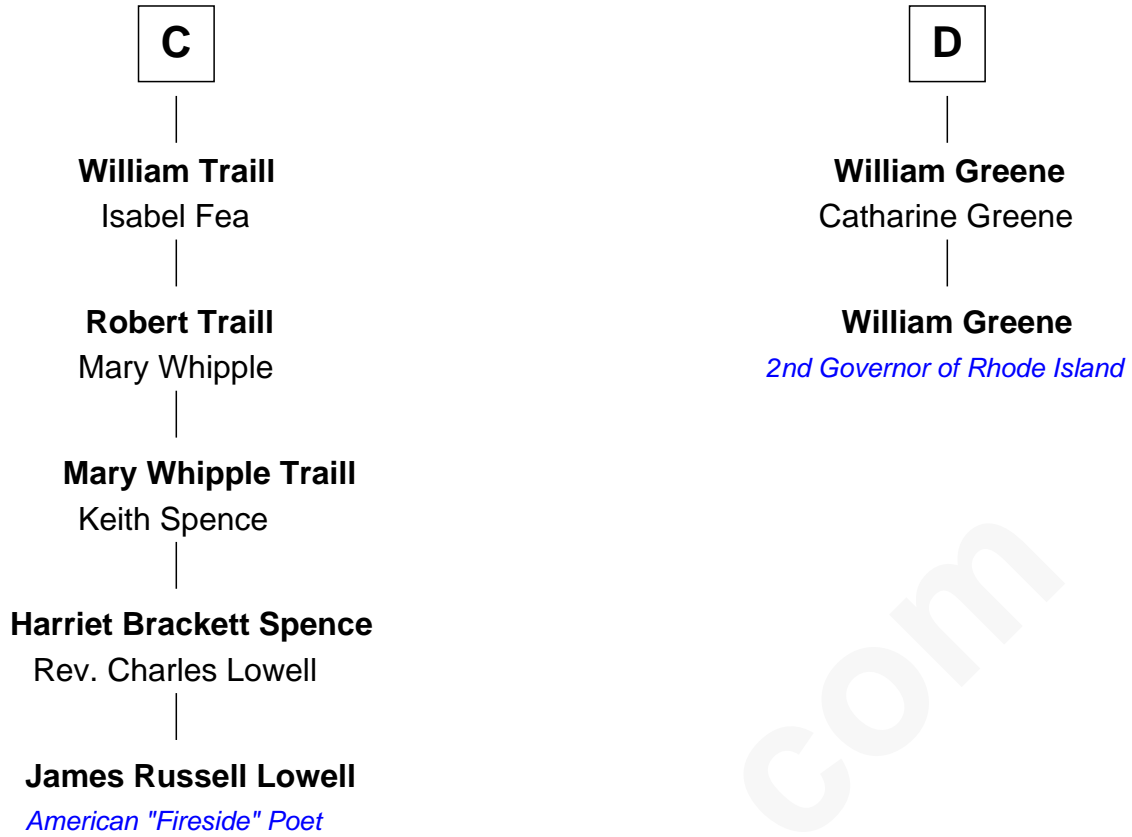 C
William Traill
Isabel Fea
Robert Traill
Mary Whipple
Mary Whipple Traill
Keith Spence
Harriet Brackett Spence
Rev. Charles Lowell
James Russell Lowell
American "Fireside" Poet
D
William Greene
Catharine Greene
William Greene
2nd Governor of Rhode Island
com